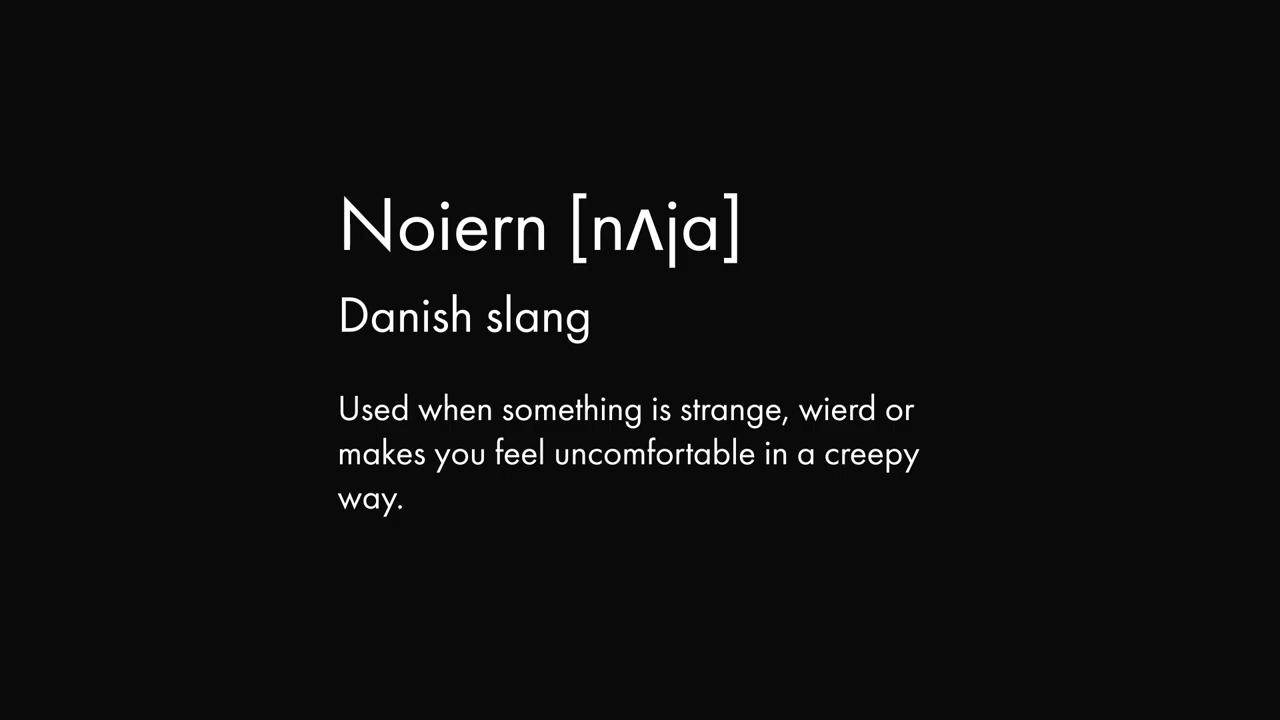 Noiern [nʌja]
Danish slang
Used when something is strange, wierd or
makes you feel uncomfortable in a creepy
way.